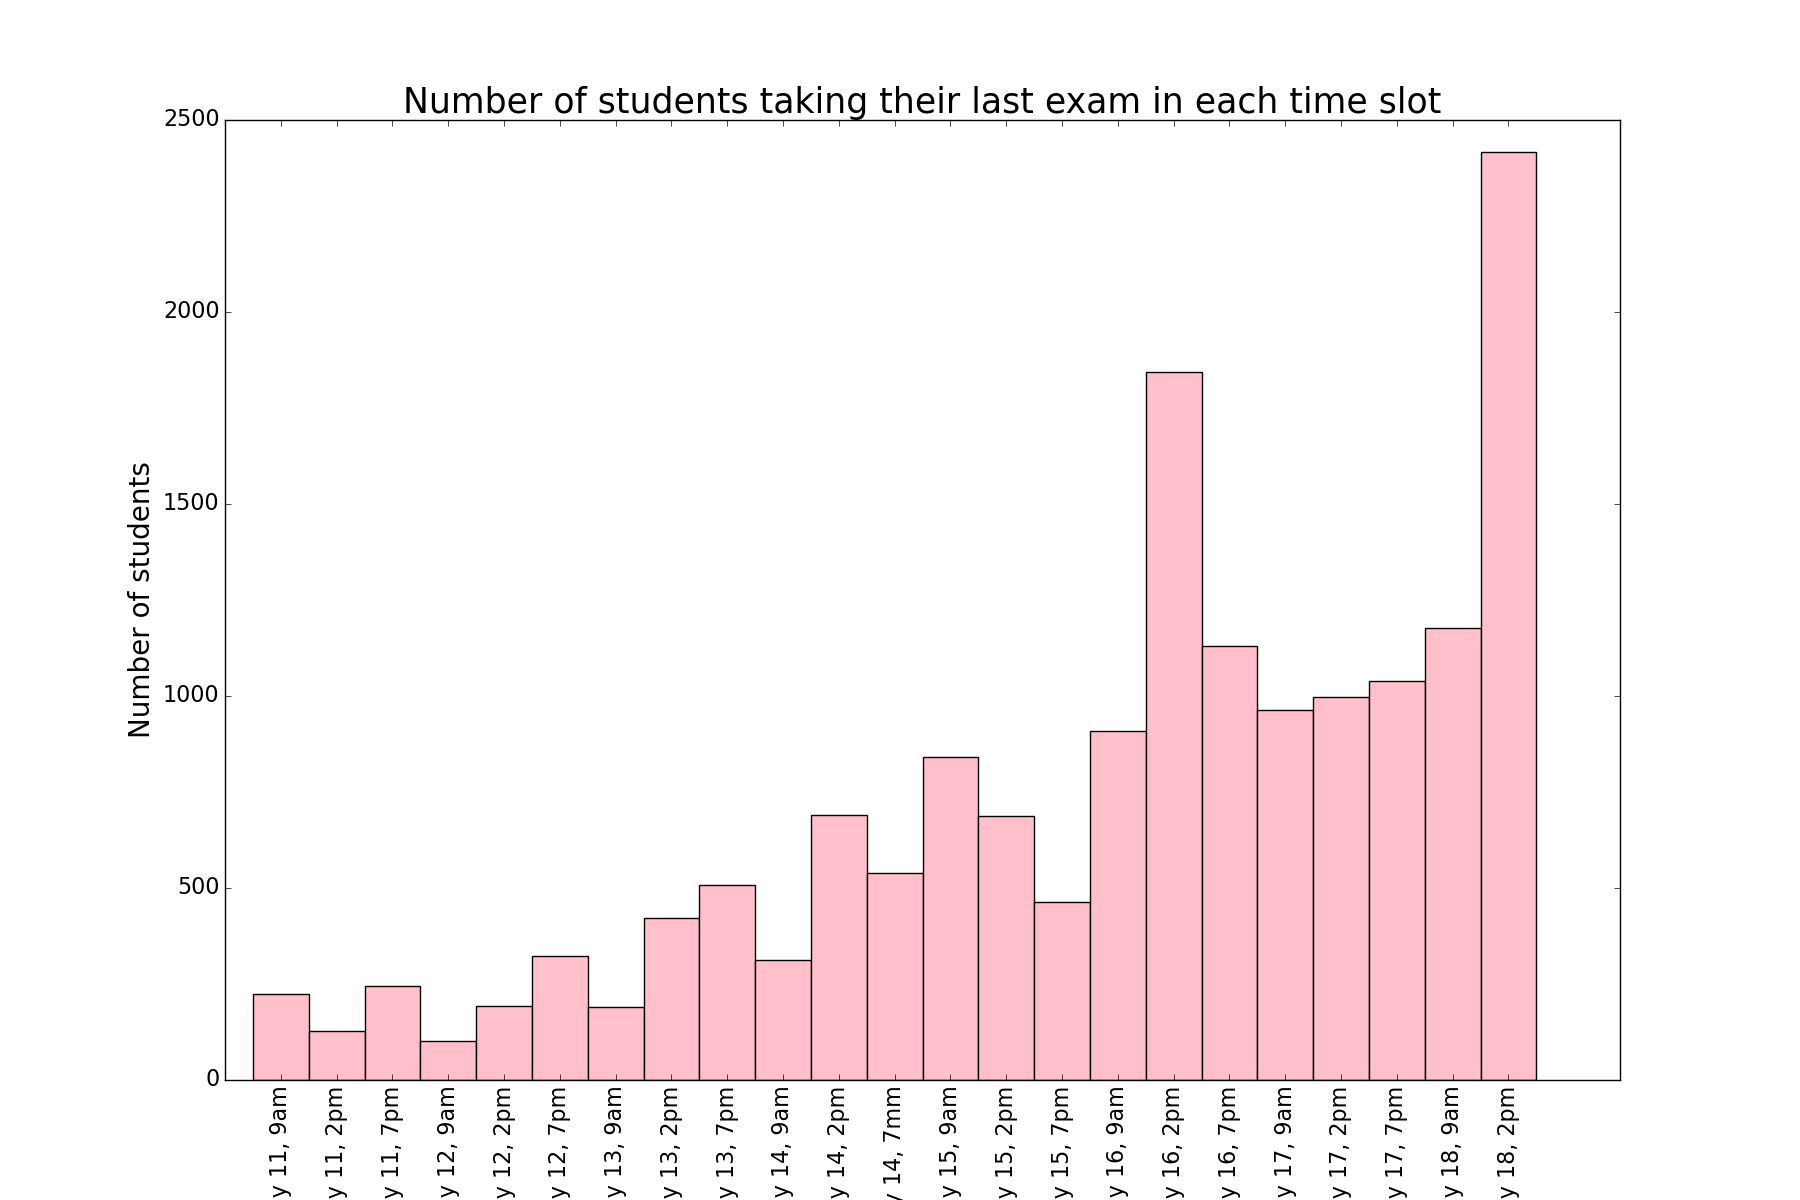 Number of students taking their last exam in each time slot
2500
2000
1500
1000
500
0
Number of students
y 11, 9am
y 11, 2pm
y 11, 7pm
y 12, 9am
y 12, 2pm
y 12, 7pm
y 13, 9am
y 13, 2pm
y 13, 7pm
y 14, 9am
y 14, 2pm
y 14, 7mm
y 15, 9am
y 15, 2pm
y 15, 7pm
y 16, 9am
y 16, 2pm
y 16, 7pm
y 17, 9am
y 17, 2pm
y 17, 7pm
y 18, 9am
y 18, 2pm